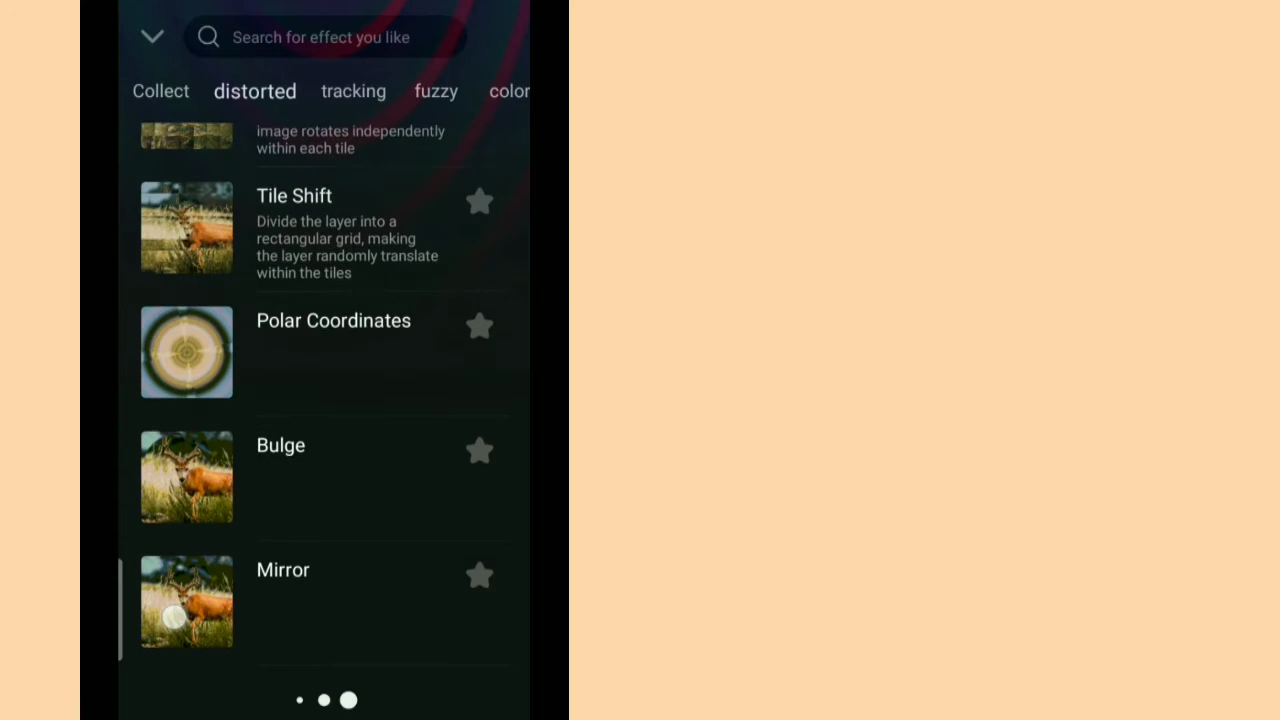 Search for effect you like
Collect distorted tracking fuzzy color
image rotates independently
within each tile
Tile Shift
Divide the layer into a
rectangular grid, making
the layer randomly translate
within the tiles
Polar Coordinates
Bulge
Mirror